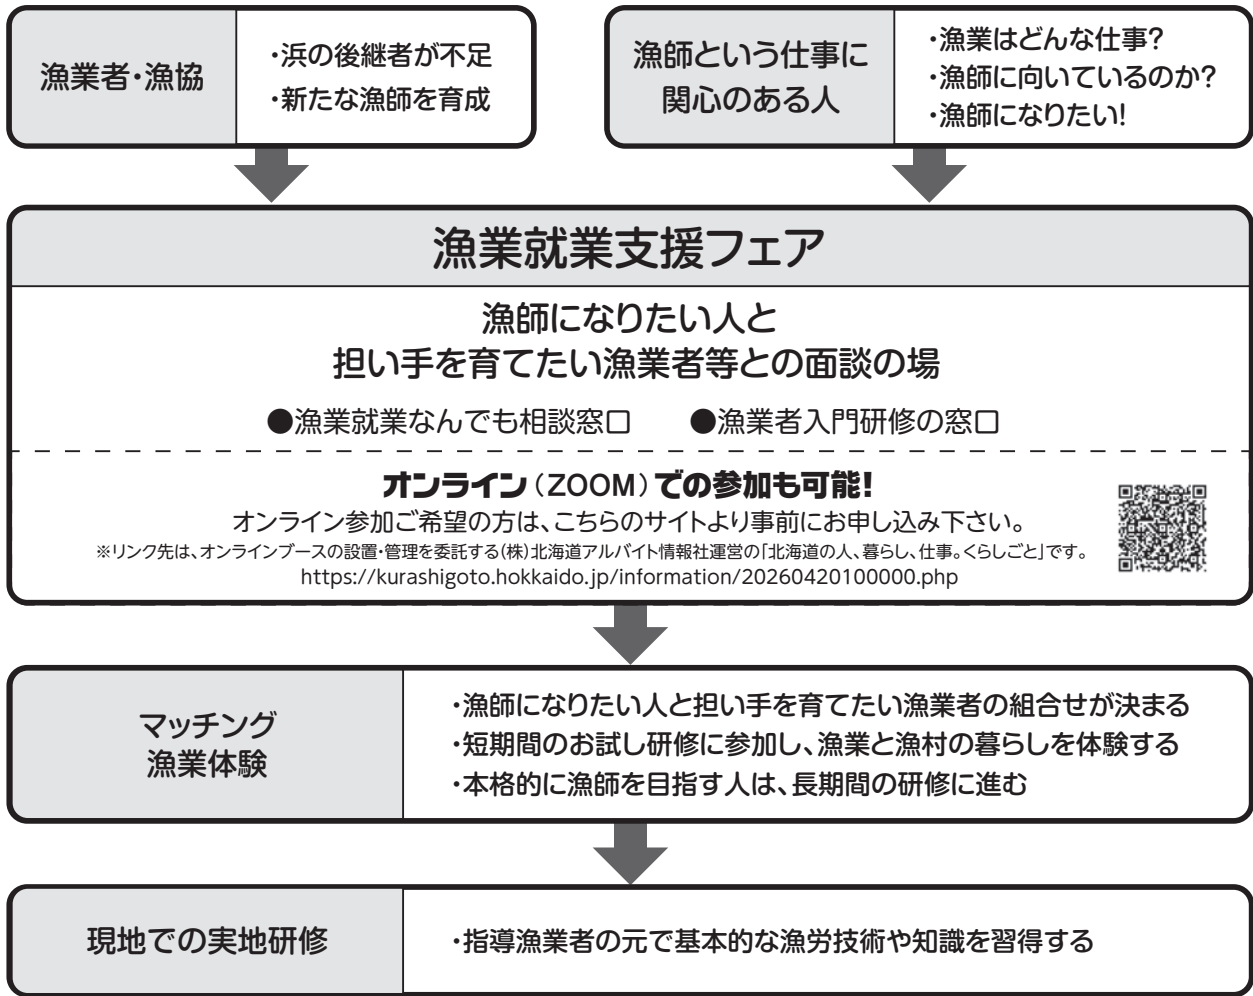 漁業者・漁協
・浜の後継者が不足
・新たな漁師を育成
漁師という仕事に
関心のある人
・漁業はどんな仕事?
・漁師に向いているのか?
・漁師になりたい!
漁業就業支援フェア
漁師になりたい人と
担い手を育てたい漁業者等との面談の場
●漁業就業なんでも相談窓口 ●漁業者入門研修の窓口
オンライン(ZOOM)での参加も可能!
オンライン参加ご希望の方は、こちらのサイトより事前にお申し込み下さい。
※リンク先は、オンラインブースの設置・管理を委託する(株)北海道アルバイト情報社運営の「北海道の人、暮らし、仕事。くらしごと」です。
https://kurashigoto.hokkaido.jp/information/20260420100000.php
マッチング
漁業体験
・漁師になりたい人と担い手を育てたい漁業者の組合せが決まる
・短期間のお試し研修に参加し、漁業と漁村の暮らしを体験する
・本格的に漁師を目指す人は、長期間の研修に進む
現地での実地研修
・指導漁業者の元で基本的な漁労技術や知識を習得する